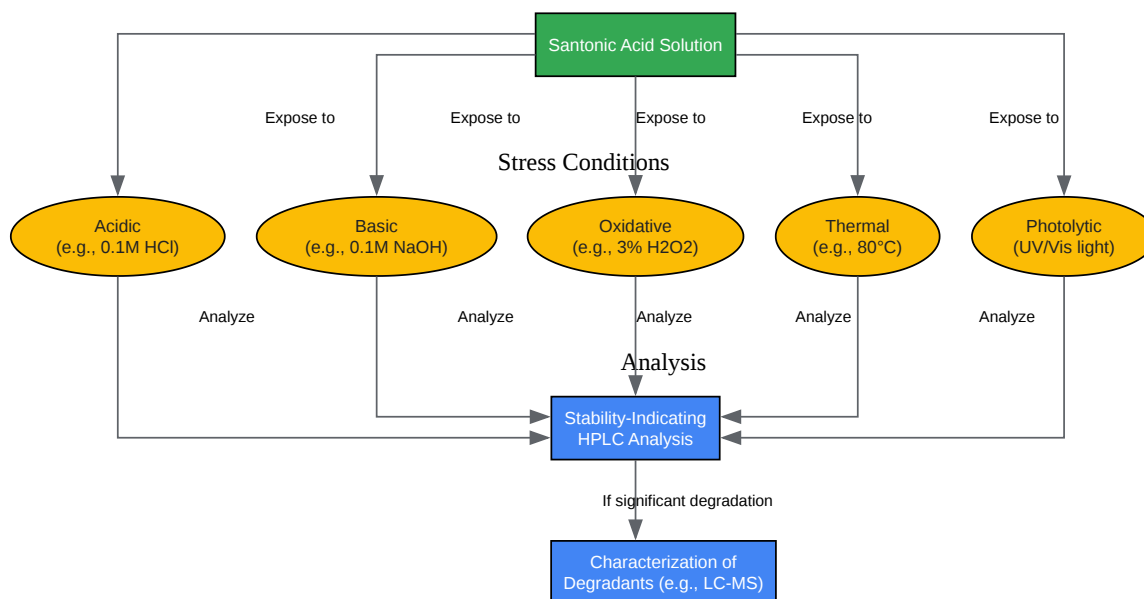 Santonic Acid Solution
Expose to
Expose to
Expose to
Expose to
Expose to
Stress Conditions
Acidic
(e.g., 0.1M HCl)
Basic
(e.g., 0.1M NaOH)
Oxidative
(e.g., 3% H2O2)
Thermal
(e.g., 80°C)
Photolytic
(UV/Vis light)
Analyze
Analyze
Analyze
Analyze
Analyze
Analysis
Stability-Indicating
HPLC Analysis
If significant degradation
Characterization of
Degradants (e.g., LC-MS)